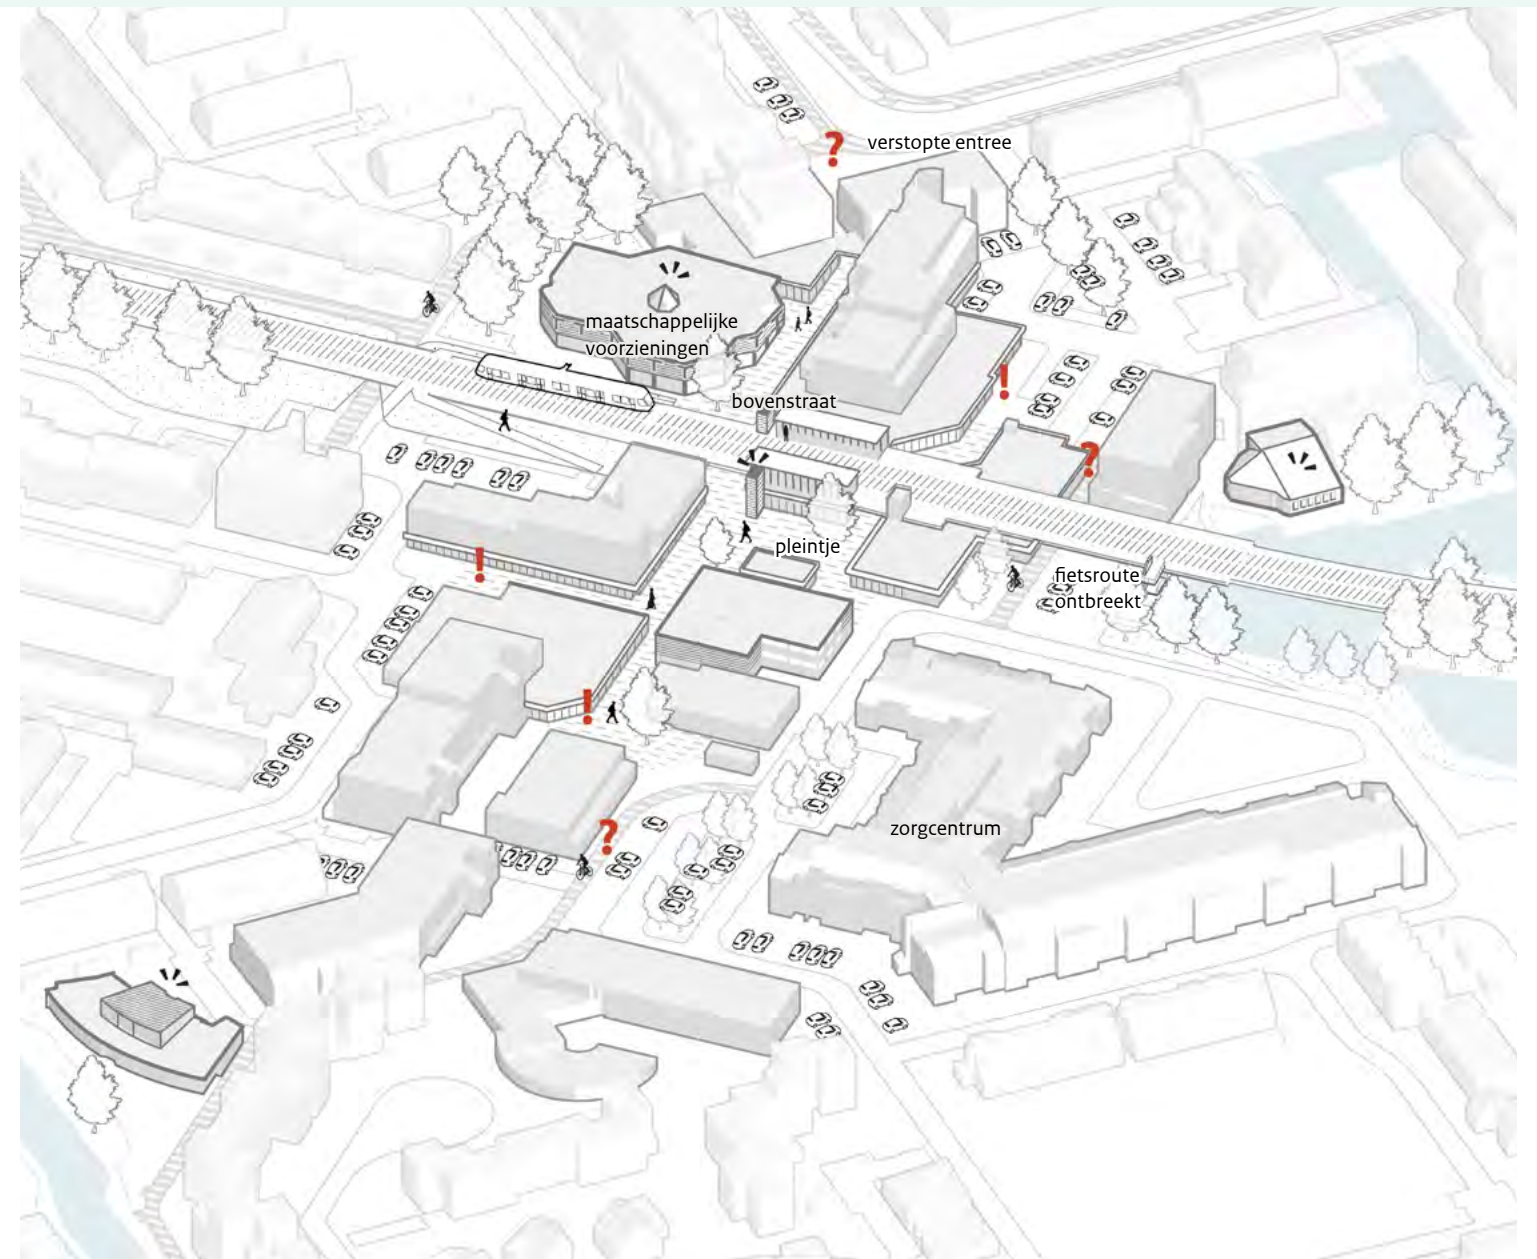 ?
verstopte entree
maatschappelijke
voorzieningen
!
bovenstraat
?
!
pleintje
fietsroute
ontbreekt
!
zorgcentrum
?